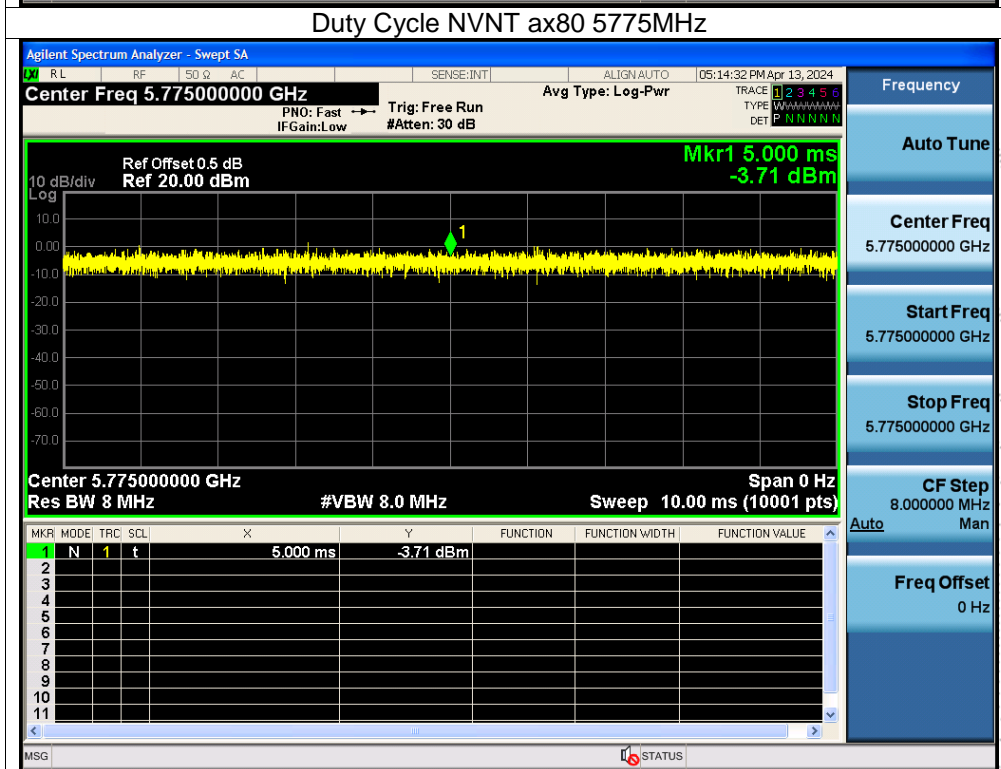 Duty Cycle NVNT ax80 5775MHz
Agilent Spectrum Analyzer - Swept SA
LXI RL RF 50 Ω AC SENSE:INT ALIGN AUTO 05:14:32 PM Apr 13, 2024
Center Freq 5.775000000 GHz
PNO: Fast
IFGain:Low
Trig: Free Run
#Atten: 30 dB
Avg Type: Log-Pwr
TRACE 1 2 3 4 5 6
TYPE WWWWWWW
DET P N N N N N
Ref Offset 0.5 dB
10 dB/div Ref 20.00 dBm
Log
Mkr1 5.000 ms
-3.71 dBm
10.0
0.00
-10.0
-20.0
-30.0
-40.0
-50.0
-60.0
-70.0
1
Center 5.775000000 GHz Span 0 Hz
Res BW 8 MHz #VBW 8.0 MHz Sweep 10.00 ms (10001 pts)
MKR MODE TRC SCL X Y FUNCTION FUNCTION WIDTH FUNCTION VALUE
1 N 1 t 5.000 ms -3.71 dBm
2
3
4
5
6
7
8
9
10
11
MSG STATUS
Frequency
Auto Tune
Center Freq
5.775000000 GHz
Start Freq
5.775000000 GHz
Stop Freq
5.775000000 GHz
CF Step
8.000000 MHz
Auto Man
Freq Offset
0 Hz